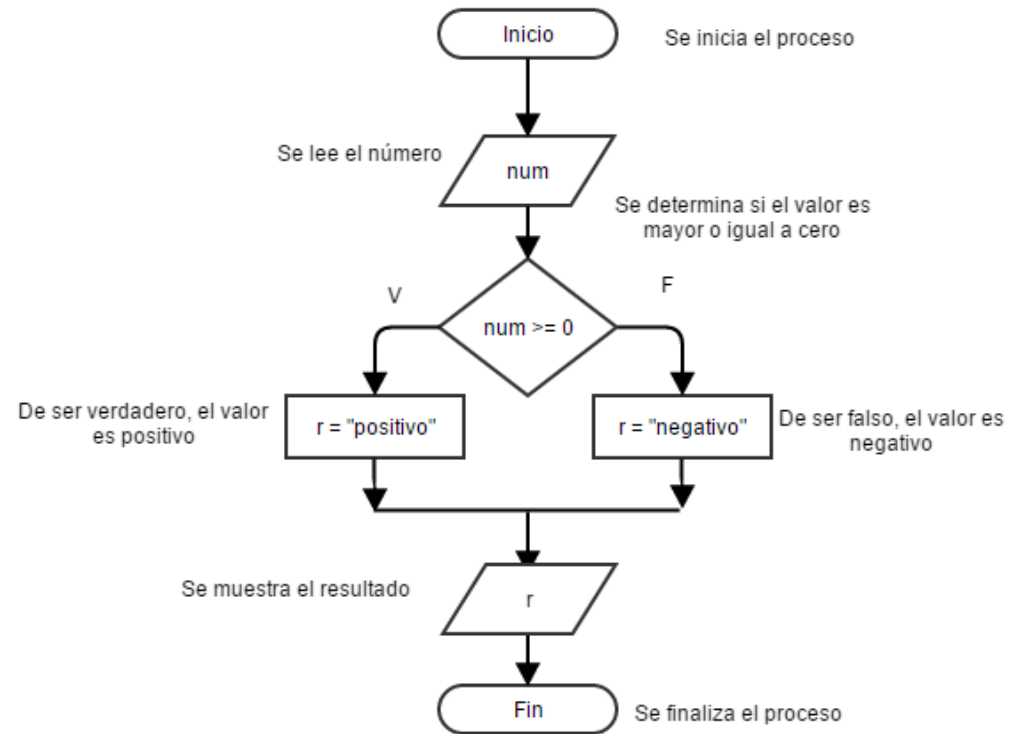 Inicio
Se inicia el proceso
Se lee el número
num
Se determina si el valor es
mayor o igual a cero
V
F
num >= 0
De ser verdadero, el valor
es positivo
r = "positivo"
r = "negativo"
De ser falso, el valor es
negativo
Se muestra el resultado
r
Fin
Se finaliza el proceso